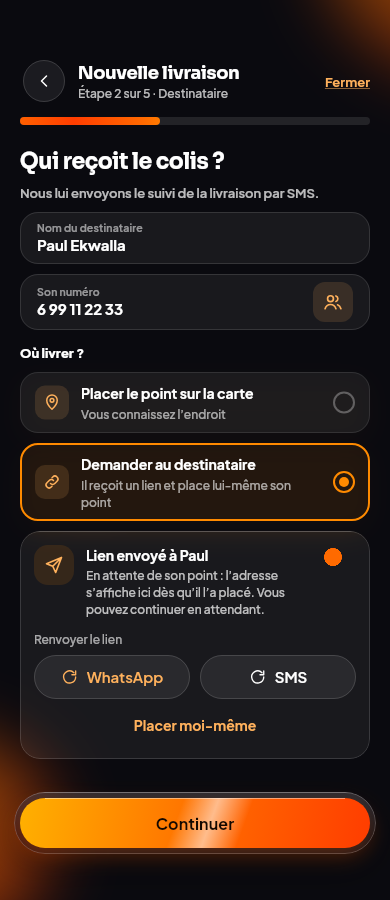 Nouvelle livraison
Étape 2 sur 5 · Destinataire
Fermer
Qui reçoit le colis ?
Nous lui envoyons le suivi de la livraison par SMS.
Nom du destinataire
Paul Ekwalla
Son numéro
6 99 11 22 33
Où livrer ?
Placer le point sur la carte
Vous connaissez l’endroit
Demander au destinataire
Il reçoit un lien et place lui-même son
point
Lien envoyé à Paul
En attente de son point : l’adresse
s’affiche ici dès qu’il l’a placé. Vous
pouvez continuer en attendant.
Renvoyer le lien
WhatsApp
SMS
Placer moi-même
Continuer